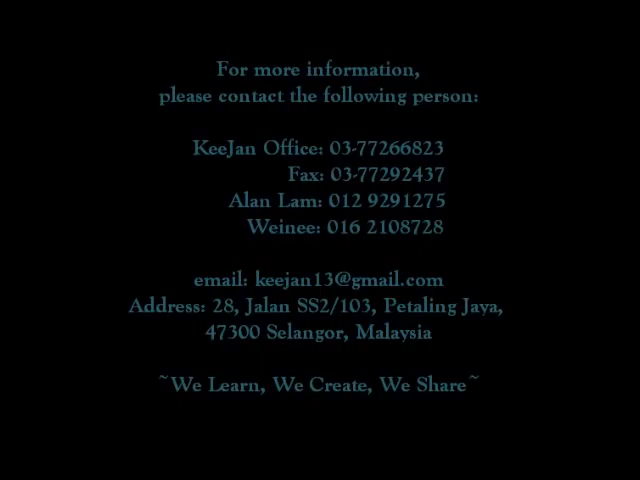 For more information,
please contact the following person:
KeeJan Office: 03-77266823
Fax: 03-77292437
Alan Lam: 012 9291275
Weinee: 016 2108728
email: keejan13@gmail.com
Address: 28, Jalan SS2/103, Petaling Jaya,
47300 Selangor, Malaysia
~We Learn, We Create, We Share~